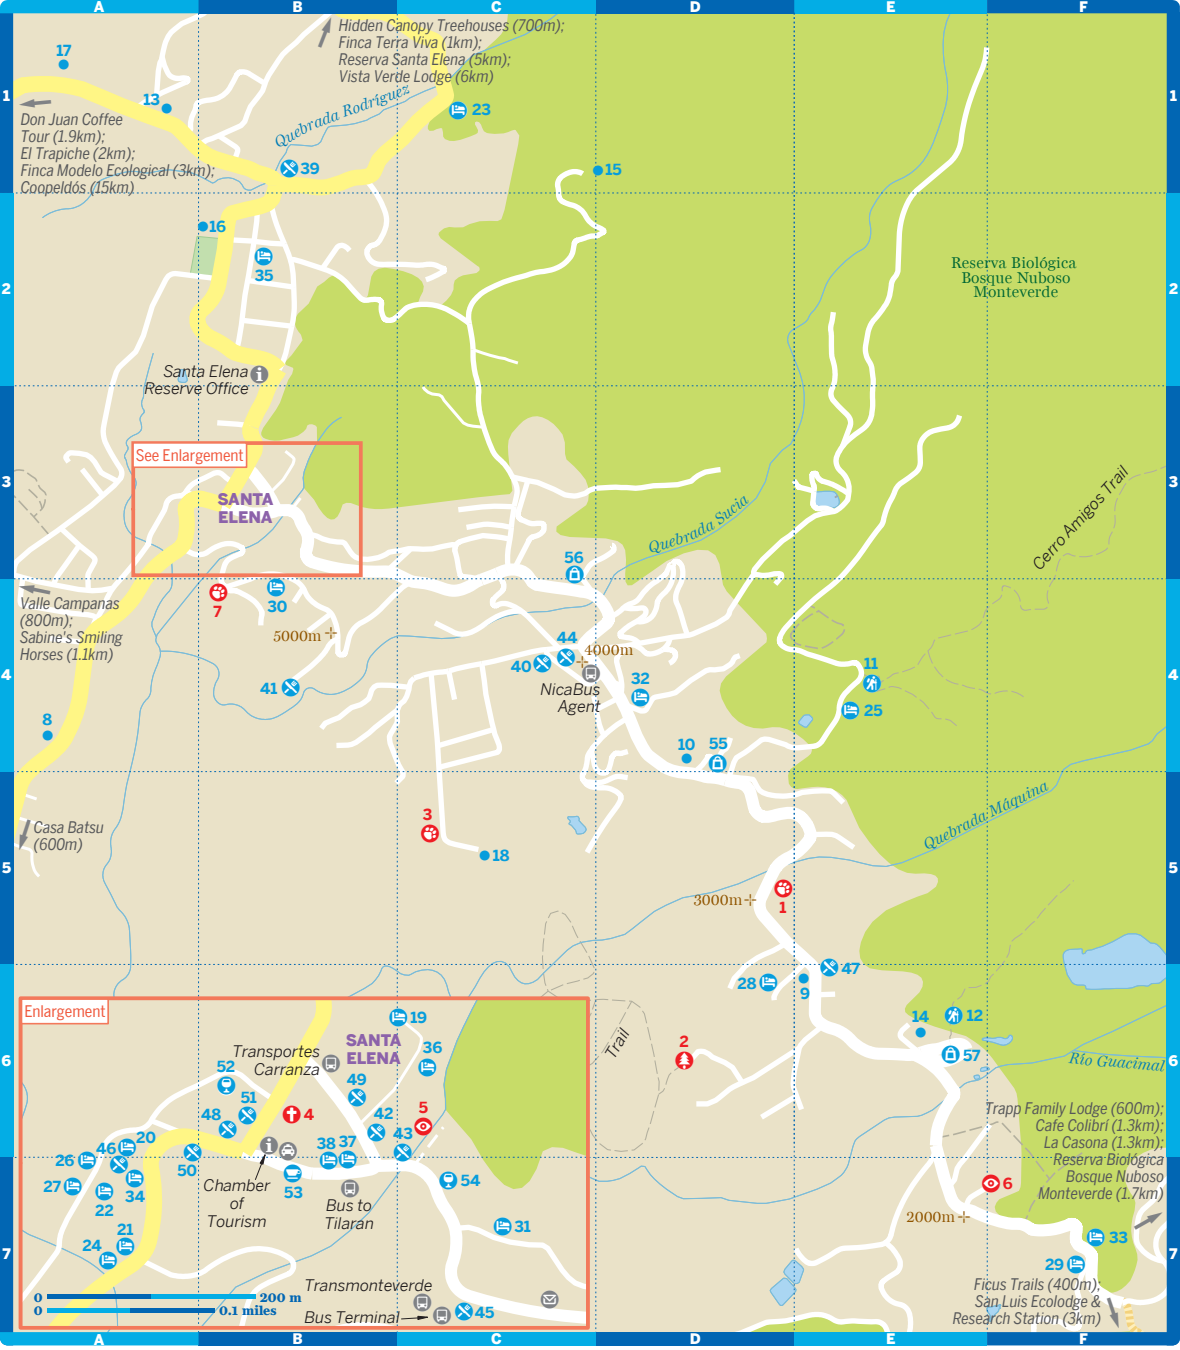 A B C D E F
Hidden Canopy Treehouses (700m);
Finca Terra Viva (1km);
Reserva Santa Elena (5km);
Vista Verde Lodge (6km)
17
1
13
Quebrada Rodríguez
23
1
Don Juan Coffee
Tour (1.9km);
El Trapiche (2km);
Finca Modelo Ecological (3km);
Coopeldós (15km)
39
15
16
35
Reserva Biológica
Bosque Nuboso
Monteverde
2
2
Santa Elena
Reserve Office
See Enlargement
3
3
SANTA
ELENA
Quebrada Sucia
Cerro Amigos Trail
56
7
30
Valle Campanas
(800m);
Sabine's Smiling
Horses (1.1km)
5000m
44
4000m
40
NicaBus
Agent
32
11
4
4
41
25
8
10
55
3
Casa Batsu
(600m)
18
Quebrada Máquina
5
5
3000m
1
47
28
9
14
12
57
Enlargement
19
SANTA
ELENA
36
Transportes
Carranza
Trail
2
6
6
Río Guacimal
52
51
49
48
4
42
5
43
46
20
26
50
38
37
27
22
34
53
54
Chamber
of
Tourism
Bus to
Tilarán
Trapp Family Lodge (600m);
Cafe Colibrí (1.3km);
La Casona (1.3km);
Reserva Biológica
Bosque Nuboso
Monteverde (1.7km)
6
2000m
21
24
31
33
7
7
29
Transmonteverde
Bus Terminal
45
0
200 m
0
0.1 miles
Ficus Trails (400m);
San Luis Ecolodge &
Research Station (3km)
A B C D E F